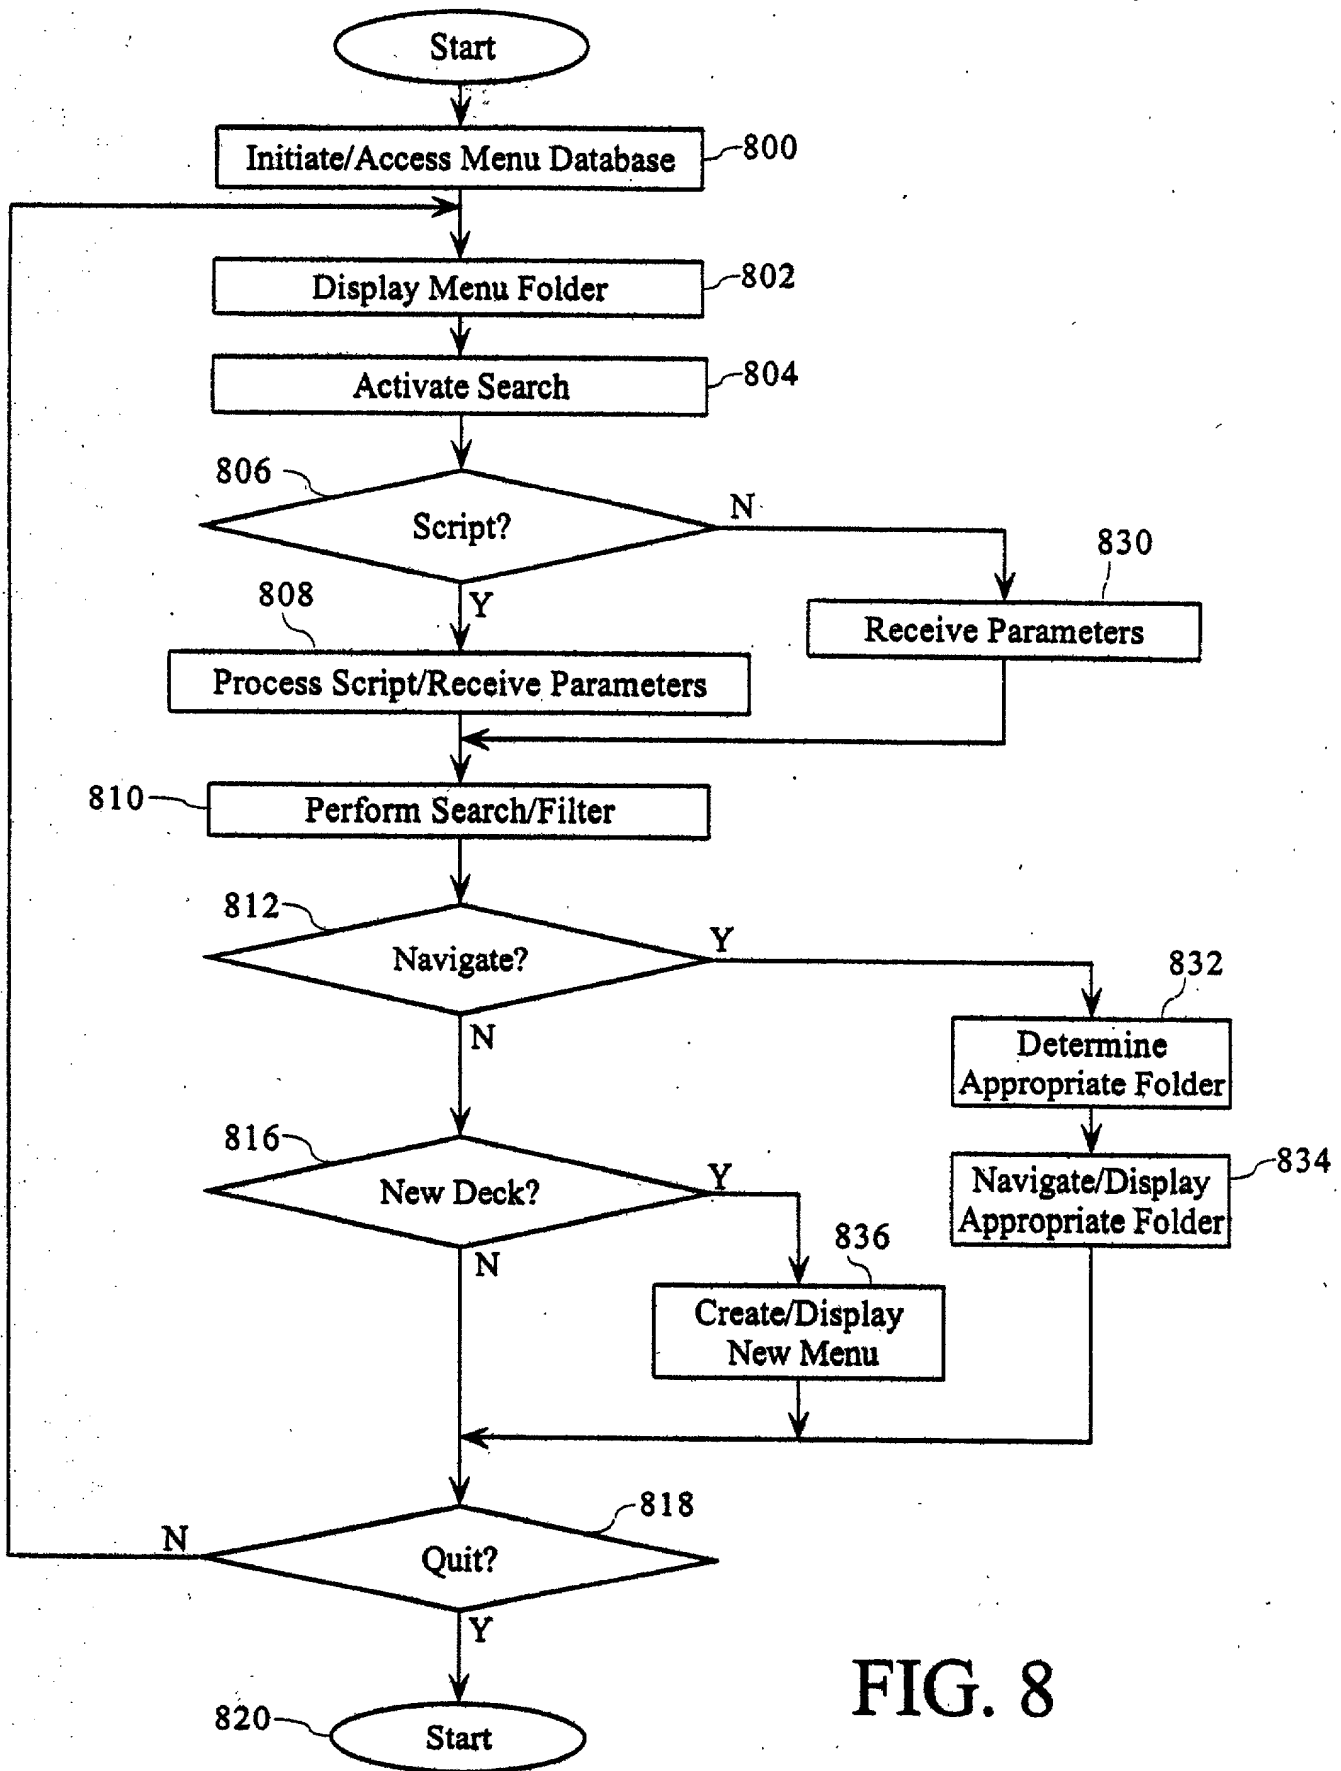 Start
Initiate/Access Menu Database
800
Display Menu Folder
802
Activate Search
804
806
Script?
N
Y
830
Receive Parameters
808
Process Script/Receive Parameters
810
Perform Search/Filter
812
Navigate?
Y
N
832
Determine
Appropriate Folder
816
New Deck?
Y
N
834
Navigate/Display
Appropriate Folder
836
Create/Display
New Menu
818
Quit?
N
Y
820
Start
FIG. 8